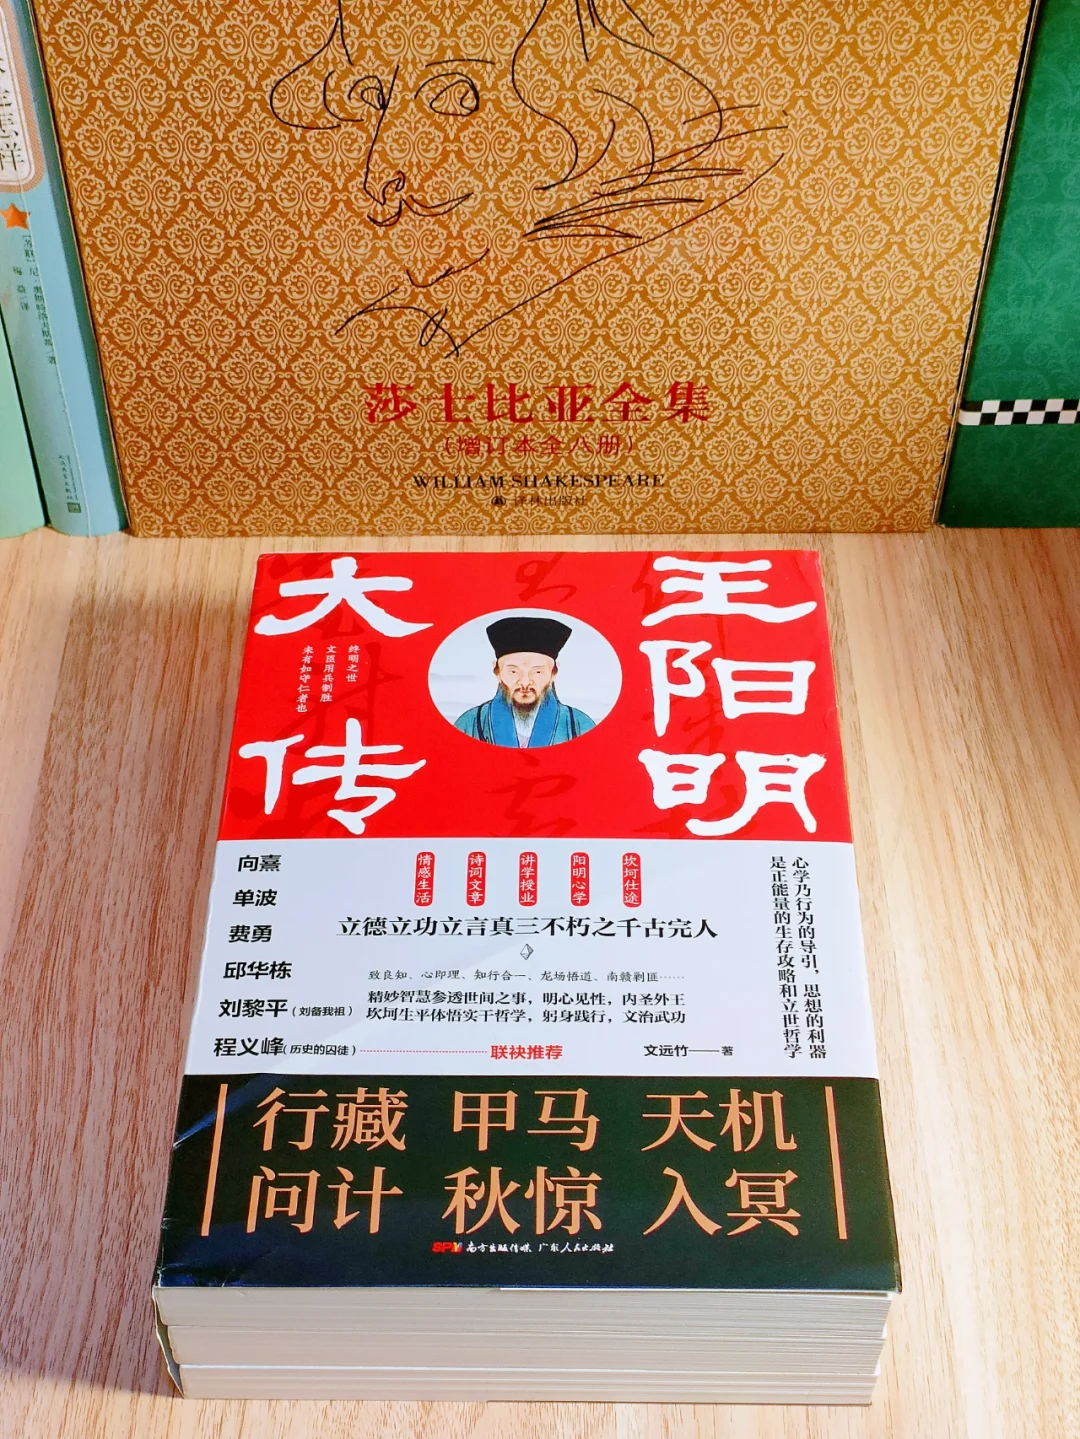 怎样
莎士比亚全集
（增订本全八册）
WILLIAM SHAKESPEARE
译林出版社
王阳明
大传
终明之世
文臣用兵制胜
未有如守仁者也
向熹
单波
费勇
邱华栋
刘黎平（刘备我祖）
程义峰（历史的囚徒）联袂推荐
坎坷仕途
阳明心学
讲学授业
诗词文章
情感生活
立德立功立言真三不朽之千古完人
致良知、心即理、知行合一、龙场悟道、南赣剿匪……
精妙智慧参透世间之事，明心见性，内圣外王
坎坷生平体悟实干哲学，躬身践行，文治武功
文远竹——著
心学乃行为的导引，思想的利器
是正能量的生存攻略和立世哲学
行藏 甲马 天机
问计 秋惊 入冥
南方出版传媒 广东人民出版社